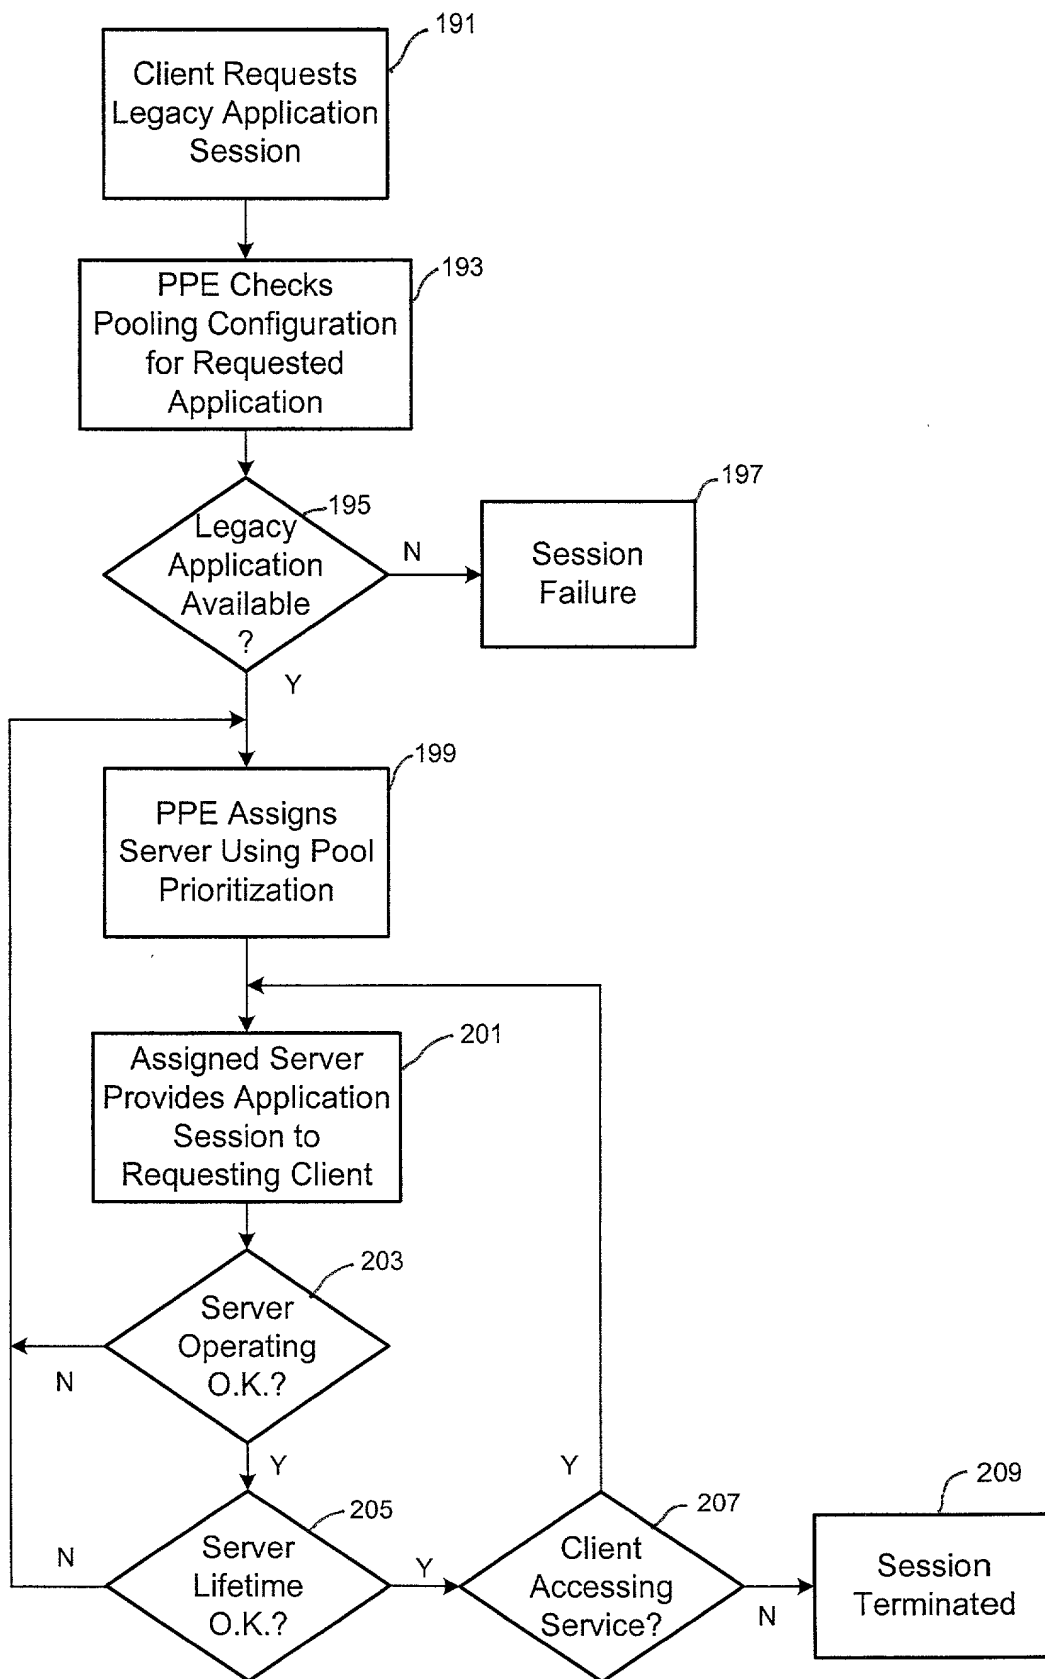 191
Client Requests
Legacy Application
Session
193
PPE Checks
Pooling Configuration
for Requested
Application
195
Legacy
Application
Available
?
N
197
Session
Failure
Y
199
PPE Assigns
Server Using Pool
Prioritization
201
Assigned Server
Provides Application
Session to
Requesting Client
203
Server
Operating
O.K.?
N
Y
205
Server
Lifetime
O.K.?
N
Y
207
Client
Accessing
Service?
Y
N
209
Session
Terminated